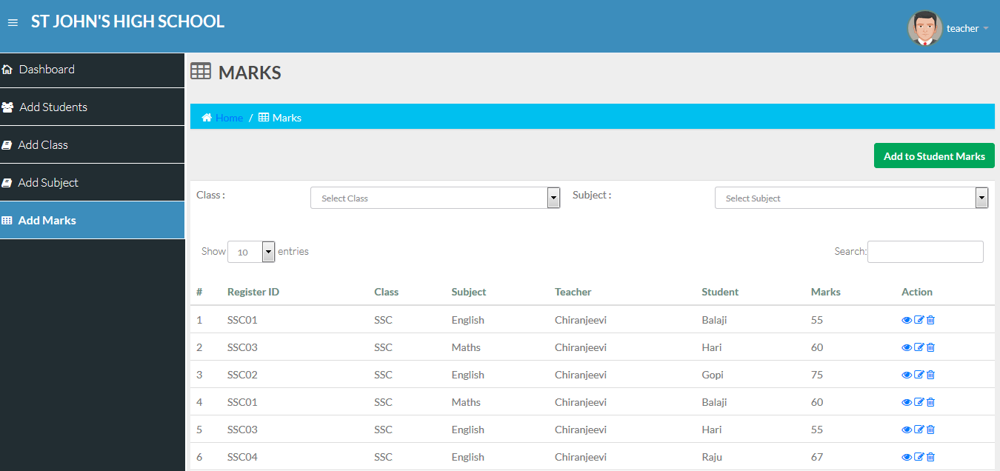 ST JOHN'S HIGH SCHOOL
teacher
Dashboard
Add Students
Add Class
Add Subject
Add Marks
MARKS
Home / Marks
Add to Student Marks
Class : Select Class Subject : Select Subject
Show 10 entries Search:
# Register ID Class Subject Teacher Student Marks Action
1 SSC01 SSC English Chiranjeevi Balaji 55
2 SSC03 SSC Maths Chiranjeevi Hari 60
3 SSC02 SSC English Chiranjeevi Gopi 75
4 SSC01 SSC Maths Chiranjeevi Balaji 60
5 SSC03 SSC English Chiranjeevi Hari 55
6 SSC04 SSC English Chiranjeevi Raju 67